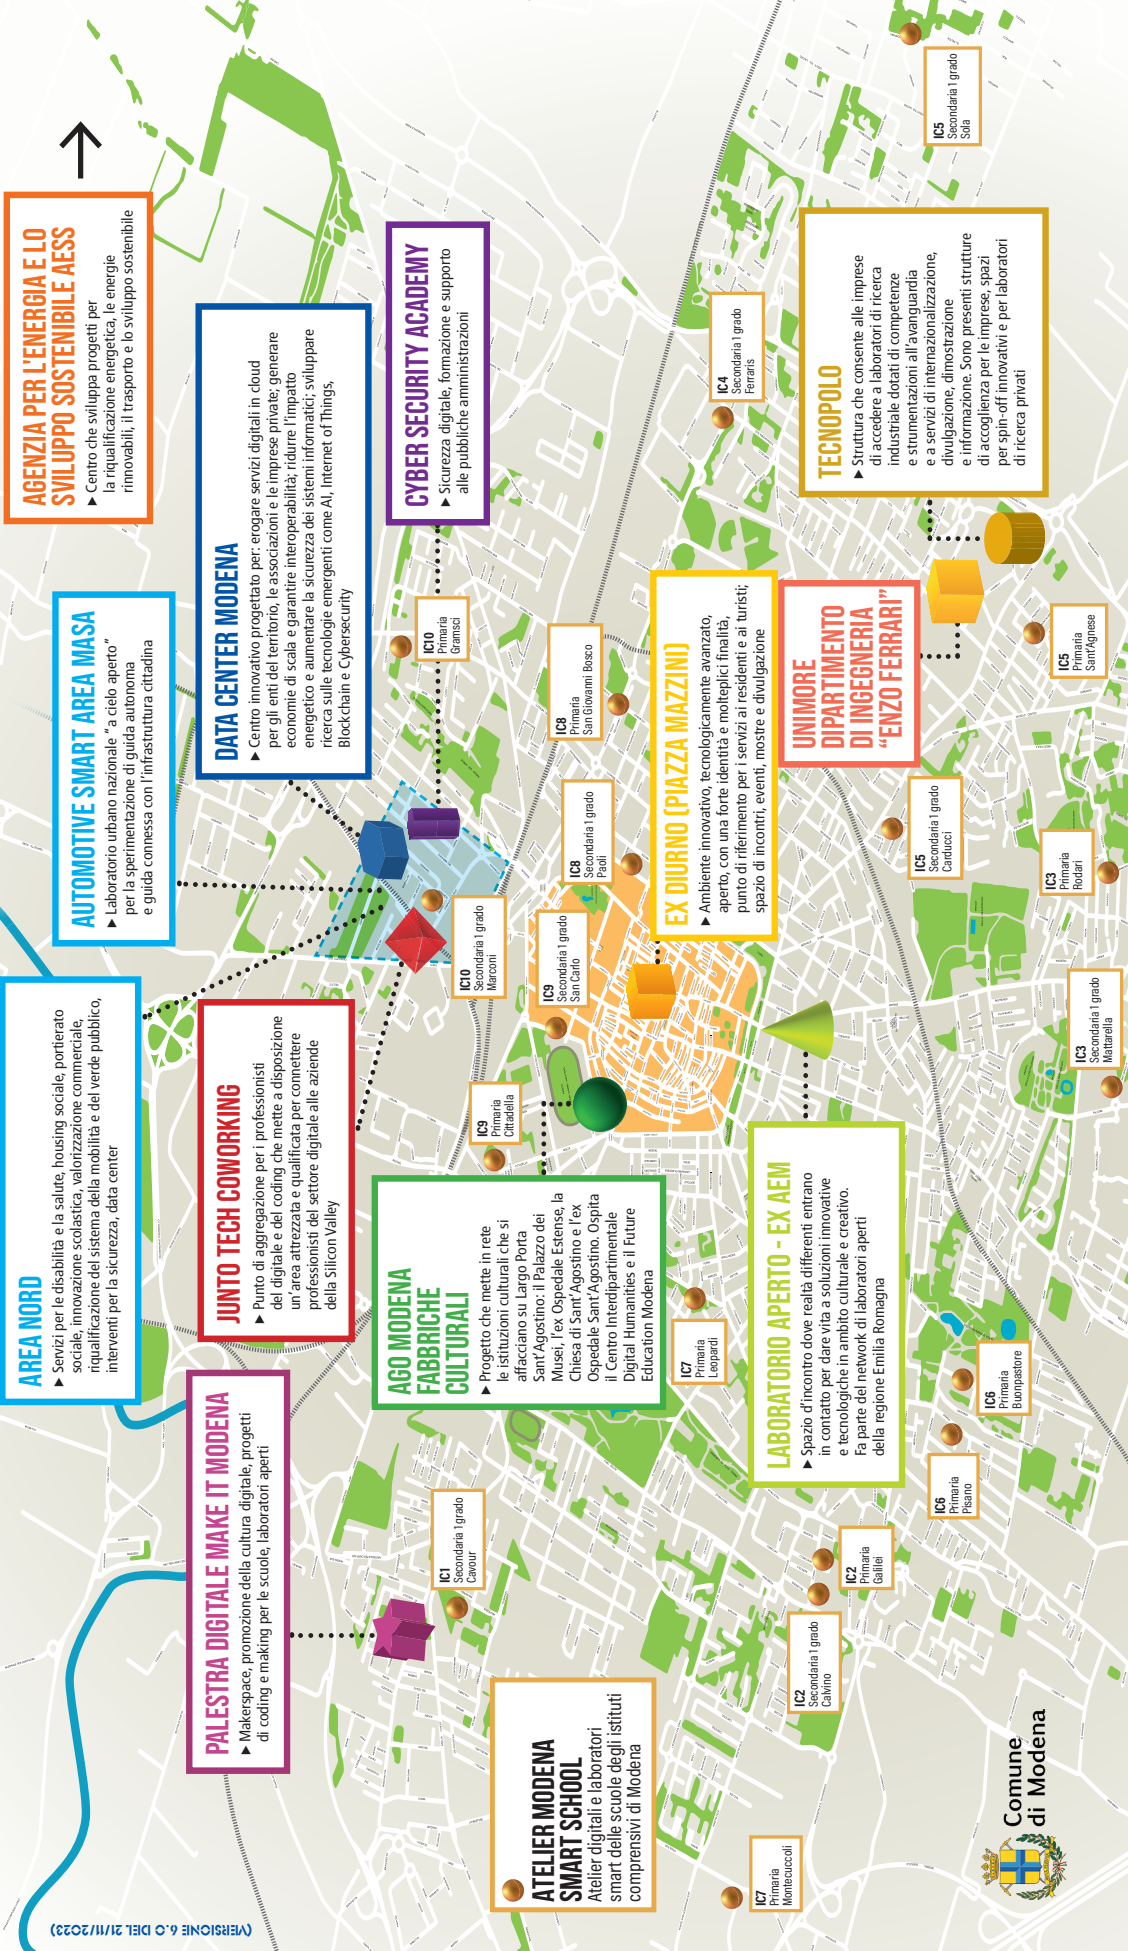 AGENZIA PER L'ENERGIA E LO
SVILUPPO SOSTENIBILE AESS
▶ Centro che sviluppa progetti per
la riqualificazione energetica, le energie
rinnovabili, il trasporto e lo sviluppo sostenibile
AUTOMOTIVE SMART AREA MASA
▶ Laboratorio urbano nazionale "a cielo aperto"
per la sperimentazione di guida autonoma
e guida connessa con l'infrastruttura cittadina
AREA NORD
▶ Servizi per le disabilità e la salute, housing sociale, portierato
sociale, innovazione scolastica, valorizzazione commerciale,
riqualificazione del sistema della mobilità e del verde pubblico,
interventi per la sicurezza, data center
DATA CENTER MODENA
▶ Centro innovativo progettato per: erogare servizi digitali in cloud
per gli enti del territorio, le associazioni e le imprese private; generare
economie di scala e garantire interoperabilità; ridurre l'impatto
energetico e aumentare la sicurezza dei sistemi informatici; sviluppare
ricerca sulle tecnologie emergenti come AI, Internet of Things,
Blockchain e Cybersecurity
JUNTO TECH COWORKING
▶ Punto di aggregazione per i professionisti
del digitale e del coding che mette a disposizione
un'area attrezzata e qualificata per connettere
professionisti del settore digitale alle aziende
della Silicon Valley
PALESTRA DIGITALE MAKE IT MODENA
▶ Makerspace, promozione della cultura digitale, progetti
di coding e making per le scuole, laboratori aperti
CYBER SECURITY ACADEMY
▶ Sicurezza digitale, formazione e supporto
alle pubbliche amministrazioni
AGO MODENA
FABBRICHE
CULTURALI
▶ Progetto che mette in rete
le istituzioni culturali che si
affacciano su Largo Porta
Sant'Agostino: il Palazzo dei
Musei, l'ex Ospedale Estense, la
Chiesa di Sant'Agostino e l'ex
Ospedale Sant'Agostino. Ospita
il Centro Interdipartimentale
Digital Humanities e il Future
Education Modena
EX DIURNO (PIAZZA MAZZINI)
▶ Ambiente innovativo, tecnologicamente avanzato,
aperto, con una forte identità e molteplici finalità,
punto di riferimento per i servizi ai residenti e ai turisti;
spazio di incontri, eventi, mostre e divulgazione
UNIMORE
DIPARTIMENTO
DI INGEGNERIA
"ENZO FERRARI"
TECNOPOLO
▶ Struttura che consente alle imprese
di accedere a laboratori di ricerca
industriale dotati di competenze
e strumentazioni all'avanguardia
e a servizi di internazionalizzazione,
divulgazione, dimostrazione
e informazione. Sono presenti strutture
di accoglienza per le imprese, spazi
per spin-off innovativi e per laboratori
di ricerca privati
LABORATORIO APERTO - EX AEM
▶ Spazio d'incontro dove realtà differenti entrano
in contatto per dare vita a soluzioni innovative
e tecnologiche in ambito culturale e creativo.
Fa parte del network di laboratori aperti
della regione Emilia Romagna
ATELIER MODENA
SMART SCHOOL
Atelier digitali e laboratori
smart delle scuole degli istituti
comprensivi di Modena
IC10
Primaria
Gramsci
IC10
Secondaria 1 grado
Marconi
IC8
Primaria
San Giovanni Bosco
IC8
Secondaria 1 grado
Paoli
IC9
Secondaria 1 grado
San Carlo
IC9
Primaria
Cittadella
IC1
Secondaria 1 grado
Cavour
IC7
Primaria
Leopardi
IC7
Primaria
Montecuccoli
IC4
Secondaria 1 grado
Ferraris
IC5
Secondaria 1 grado
Sola
IC5
Primaria
Sant'Agnese
IC5
Secondaria 1 grado
Carducci
IC3
Primaria
Rodari
IC3
Secondaria 1 grado
Mattarella
IC6
Primaria
Buonpastore
IC6
Primaria
Pisano
IC2
Primaria
Galilei
IC2
Secondaria 1 grado
Calvino
Comune
di Modena
(VERSIONE 6.0 DEL 21/11/2023)